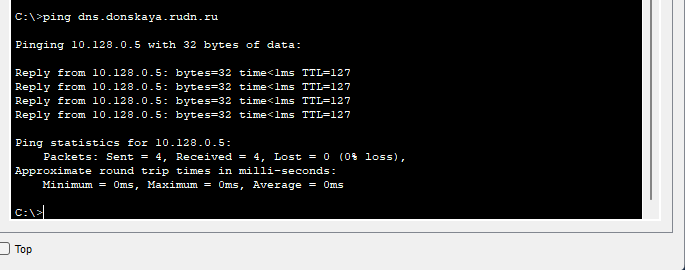 C:\>ping dns.donskaya.rudn.ru
Pinging 10.128.0.5 with 32 bytes of data:
Reply from 10.128.0.5: bytes=32 time<1ms TTL=127
Reply from 10.128.0.5: bytes=32 time<1ms TTL=127
Reply from 10.128.0.5: bytes=32 time<1ms TTL=127
Reply from 10.128.0.5: bytes=32 time<1ms TTL=127
Ping statistics for 10.128.0.5:
    Packets: Sent = 4, Received = 4, Lost = 0 (0% loss),
Approximate round trip times in milli-seconds:
    Minimum = 0ms, Maximum = 0ms, Average = 0ms
C:\>
Top